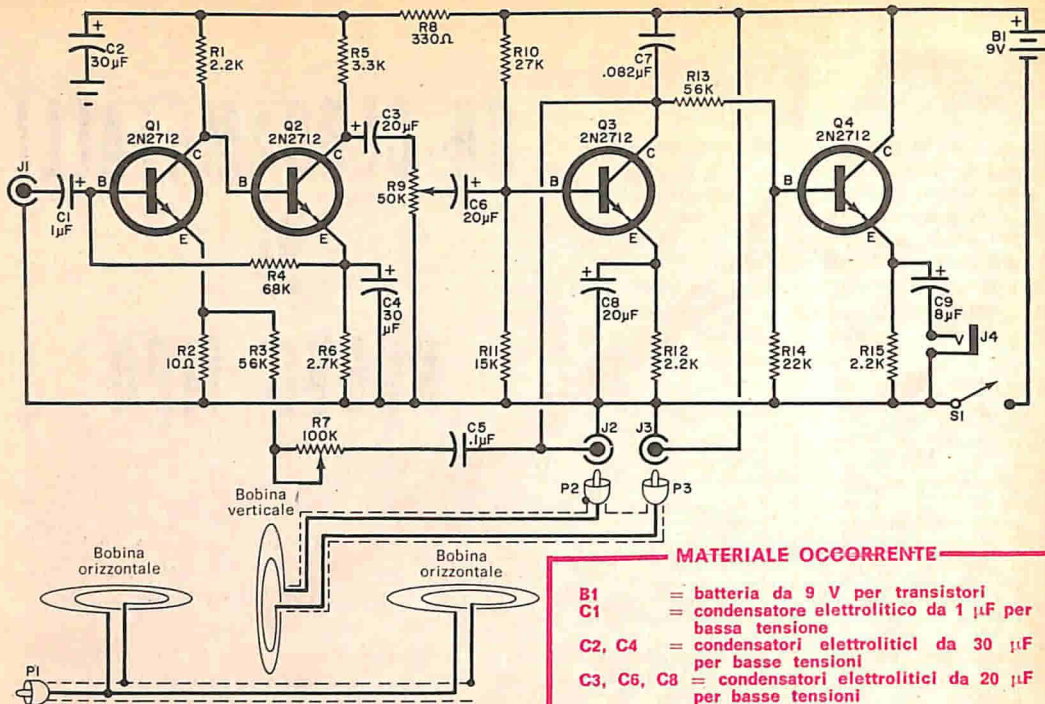 R8
330Ω
C2
30µF
R1
2.2K
R5
3.3K
R10
27K
C7
.082µF
R13
56K
B1
9V
Q1
2N2712
Q2
2N2712
C3
20µF
Q3
2N2712
Q4
2N2712
J1
C1
1µF
B
C
E
B
C
E
R9
50K
C6
20µF
B
C
E
B
C
E
R4
68K
C4
30
µF
C8
20µF
C9
8µF
J4
R2
10Ω
R3
56K
R6
2.7K
R11
15K
R12
2.2K
R14
22K
R15
2.2K
S1
R7
100K
C5
.1µF
J2
J3
P2
P3
Bobina
verticale
Bobina
orizzontale
Bobina
orizzontale
P1
MATERIALE OCCORRENTE
B1 = batteria da 9 V per transistori
C1 = condensatore elettrolitico da 1 µF per
bassa tensione
C2, C4 = condensatori elettrolitici da 30 µF
per basse tensioni
C3, C6, C8 = condensatori elettrolitici da 20 µF
per basse tensioni